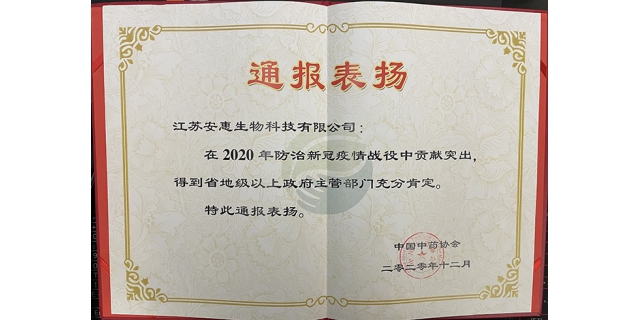 通报表扬
江苏安惠生物科技有限公司：
在2020年防治新冠疫情战役中贡献突出，
得到省地级以上政府主管部门充分肯定。
特此通报表扬。
中国中药协会
二零二零年十二月